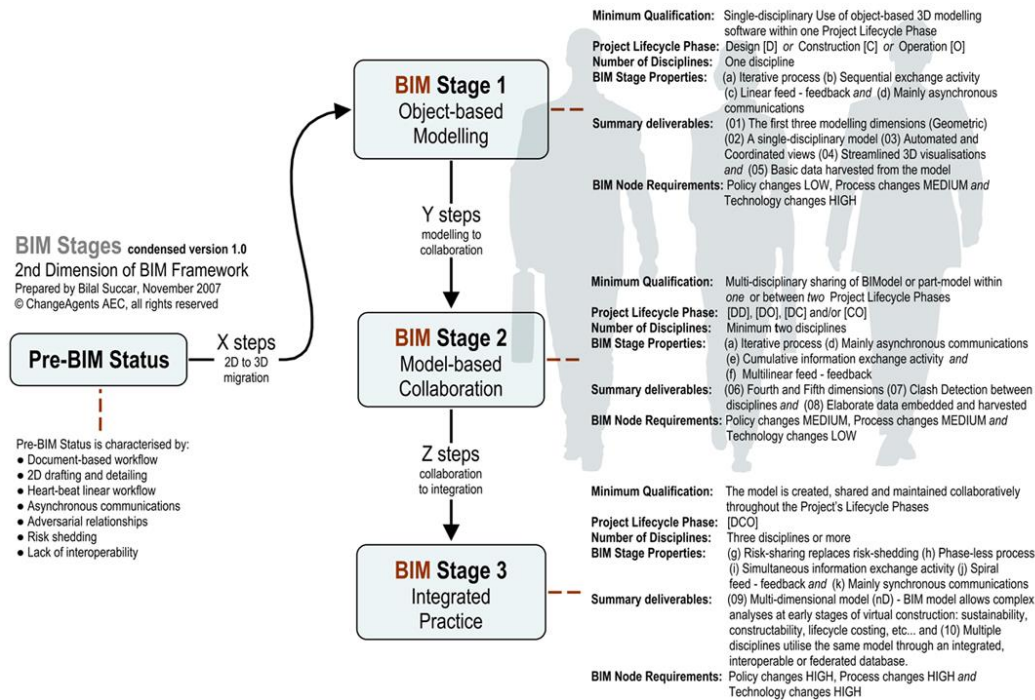 BIM Stages condensed version 1.0
2nd Dimension of BIM Framework
Prepared by Bilal Succar, November 2007
© ChangeAgents AEC, all rights reserved
Pre-BIM Status
X steps
2D to 3D
migration
Pre-BIM Status is characterised by:
● Document-based workflow
● 2D drafting and detailing
● Heart-beat linear workflow
● Asynchronous communications
● Adversarial relationships
● Risk shedding
● Lack of interoperability
BIM Stage 1
Object-based
Modelling
Minimum Qualification: Single-disciplinary Use of object-based 3D modelling
software within one Project Lifecycle Phase
Project Lifecycle Phase: Design [D] or Construction [C] or Operation [O]
Number of Disciplines: One discipline
BIM Stage Properties: (a) Iterative process (b) Sequential exchange activity
(c) Linear feed - feedback and (d) Mainly asynchronous
communications
Summary deliverables: (01) The first three modelling dimensions (Geometric)
(02) A single-disciplinary model (03) Automated and
Coordinated views (04) Streamlined 3D visualisations
and (05) Basic data harvested from the model
BIM Node Requirements: Policy changes LOW, Process changes MEDIUM and
Technology changes HIGH
Y steps
modelling to
collaboration
BIM Stage 2
Model-based
Collaboration
Minimum Qualification: Multi-disciplinary sharing of BIModel or part-model within
one or between two Project Lifecycle Phases
Project Lifecycle Phase: [DD], [DO], [DC] and/or [CO]
Number of Disciplines: Minimum two disciplines
BIM Stage Properties: (a) Iterative process (d) Mainly asynchronous communications
(e) Cumulative information exchange activity and
(f) Multilinear feed - feedback
Summary deliverables: (06) Fourth and Fifth dimensions (07) Clash Detection between
disciplines and (08) Elaborate data embedded and harvested
BIM Node Requirements: Policy changes MEDIUM, Process changes MEDIUM and
Technology changes LOW
Z steps
collaboration
to integration
BIM Stage 3
Integrated
Practice
Minimum Qualification: The model is created, shared and maintained collaboratively
throughout the Project's Lifecycle Phases
Project Lifecycle Phase: [DCO]
Number of Disciplines: Three disciplines or more
BIM Stage Properties: (g) Risk-sharing replaces risk-shedding (h) Phase-less process
(i) Simultaneous information exchange activity (j) Spiral
feed - feedback and (k) Mainly synchronous communications
Summary deliverables: (09) Multi-dimensional model (nD) - BIM model allows complex
analyses at early stages of virtual construction: sustainability,
constructability, lifecycle costing, etc... and (10) Multiple
disciplines utilise the same model through an integrated,
interoperable or federated database.
BIM Node Requirements: Policy changes HIGH, Process changes HIGH and
Technology changes HIGH